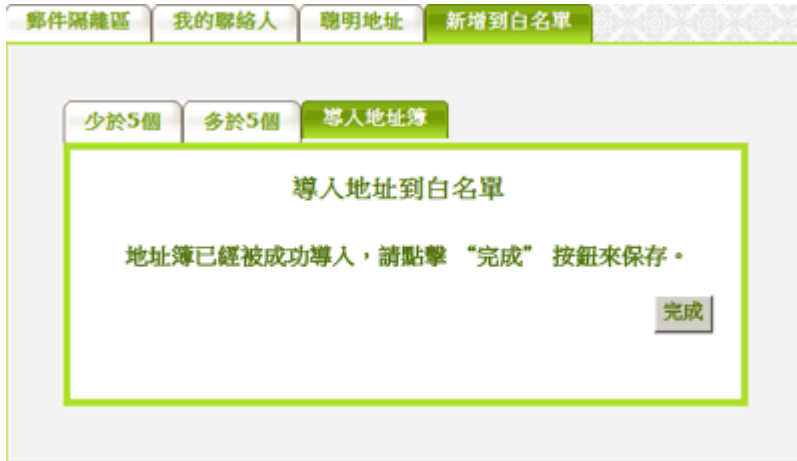 郵件隔離區 我的聯絡人 聰明地址 新增到白名單
少於5個 多於5個 導入地址簿
導入地址到白名單
地址簿已經被成功導入，請點擊 “完成” 按鈕來保存。
完成